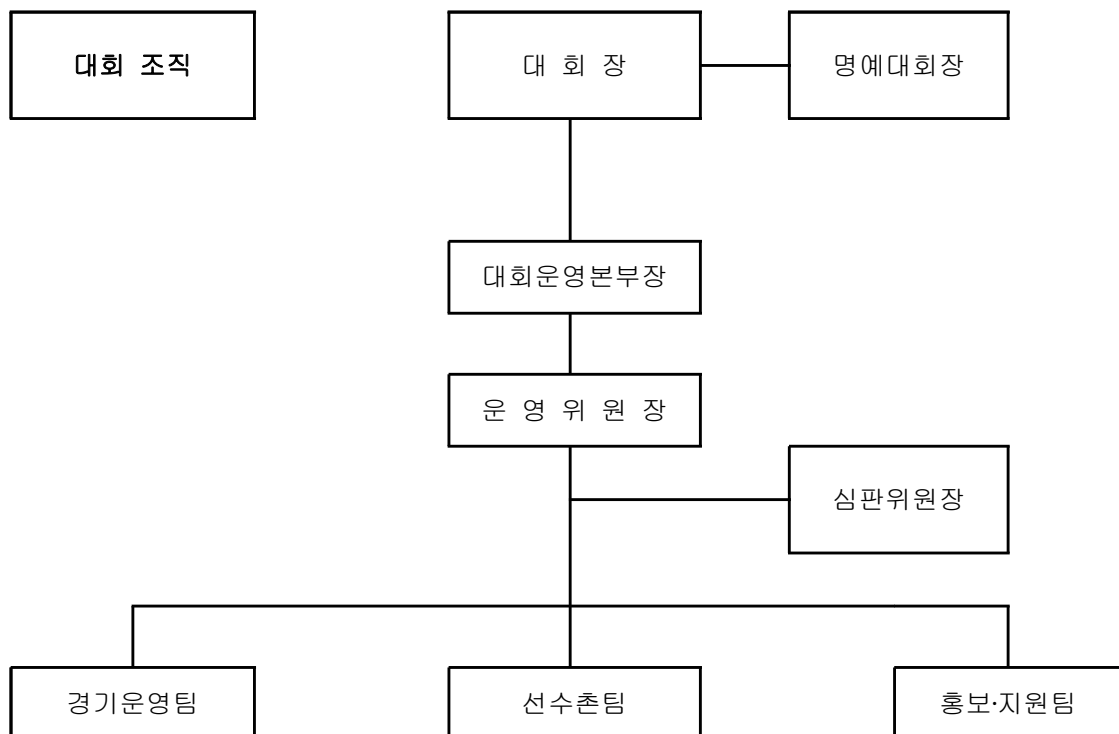 대회 조직
대 회 장
명예대회장
대회운영본부장
운 영 위 원 장
심판위원장
경기운영팀
선수촌팀
홍보·지원팀